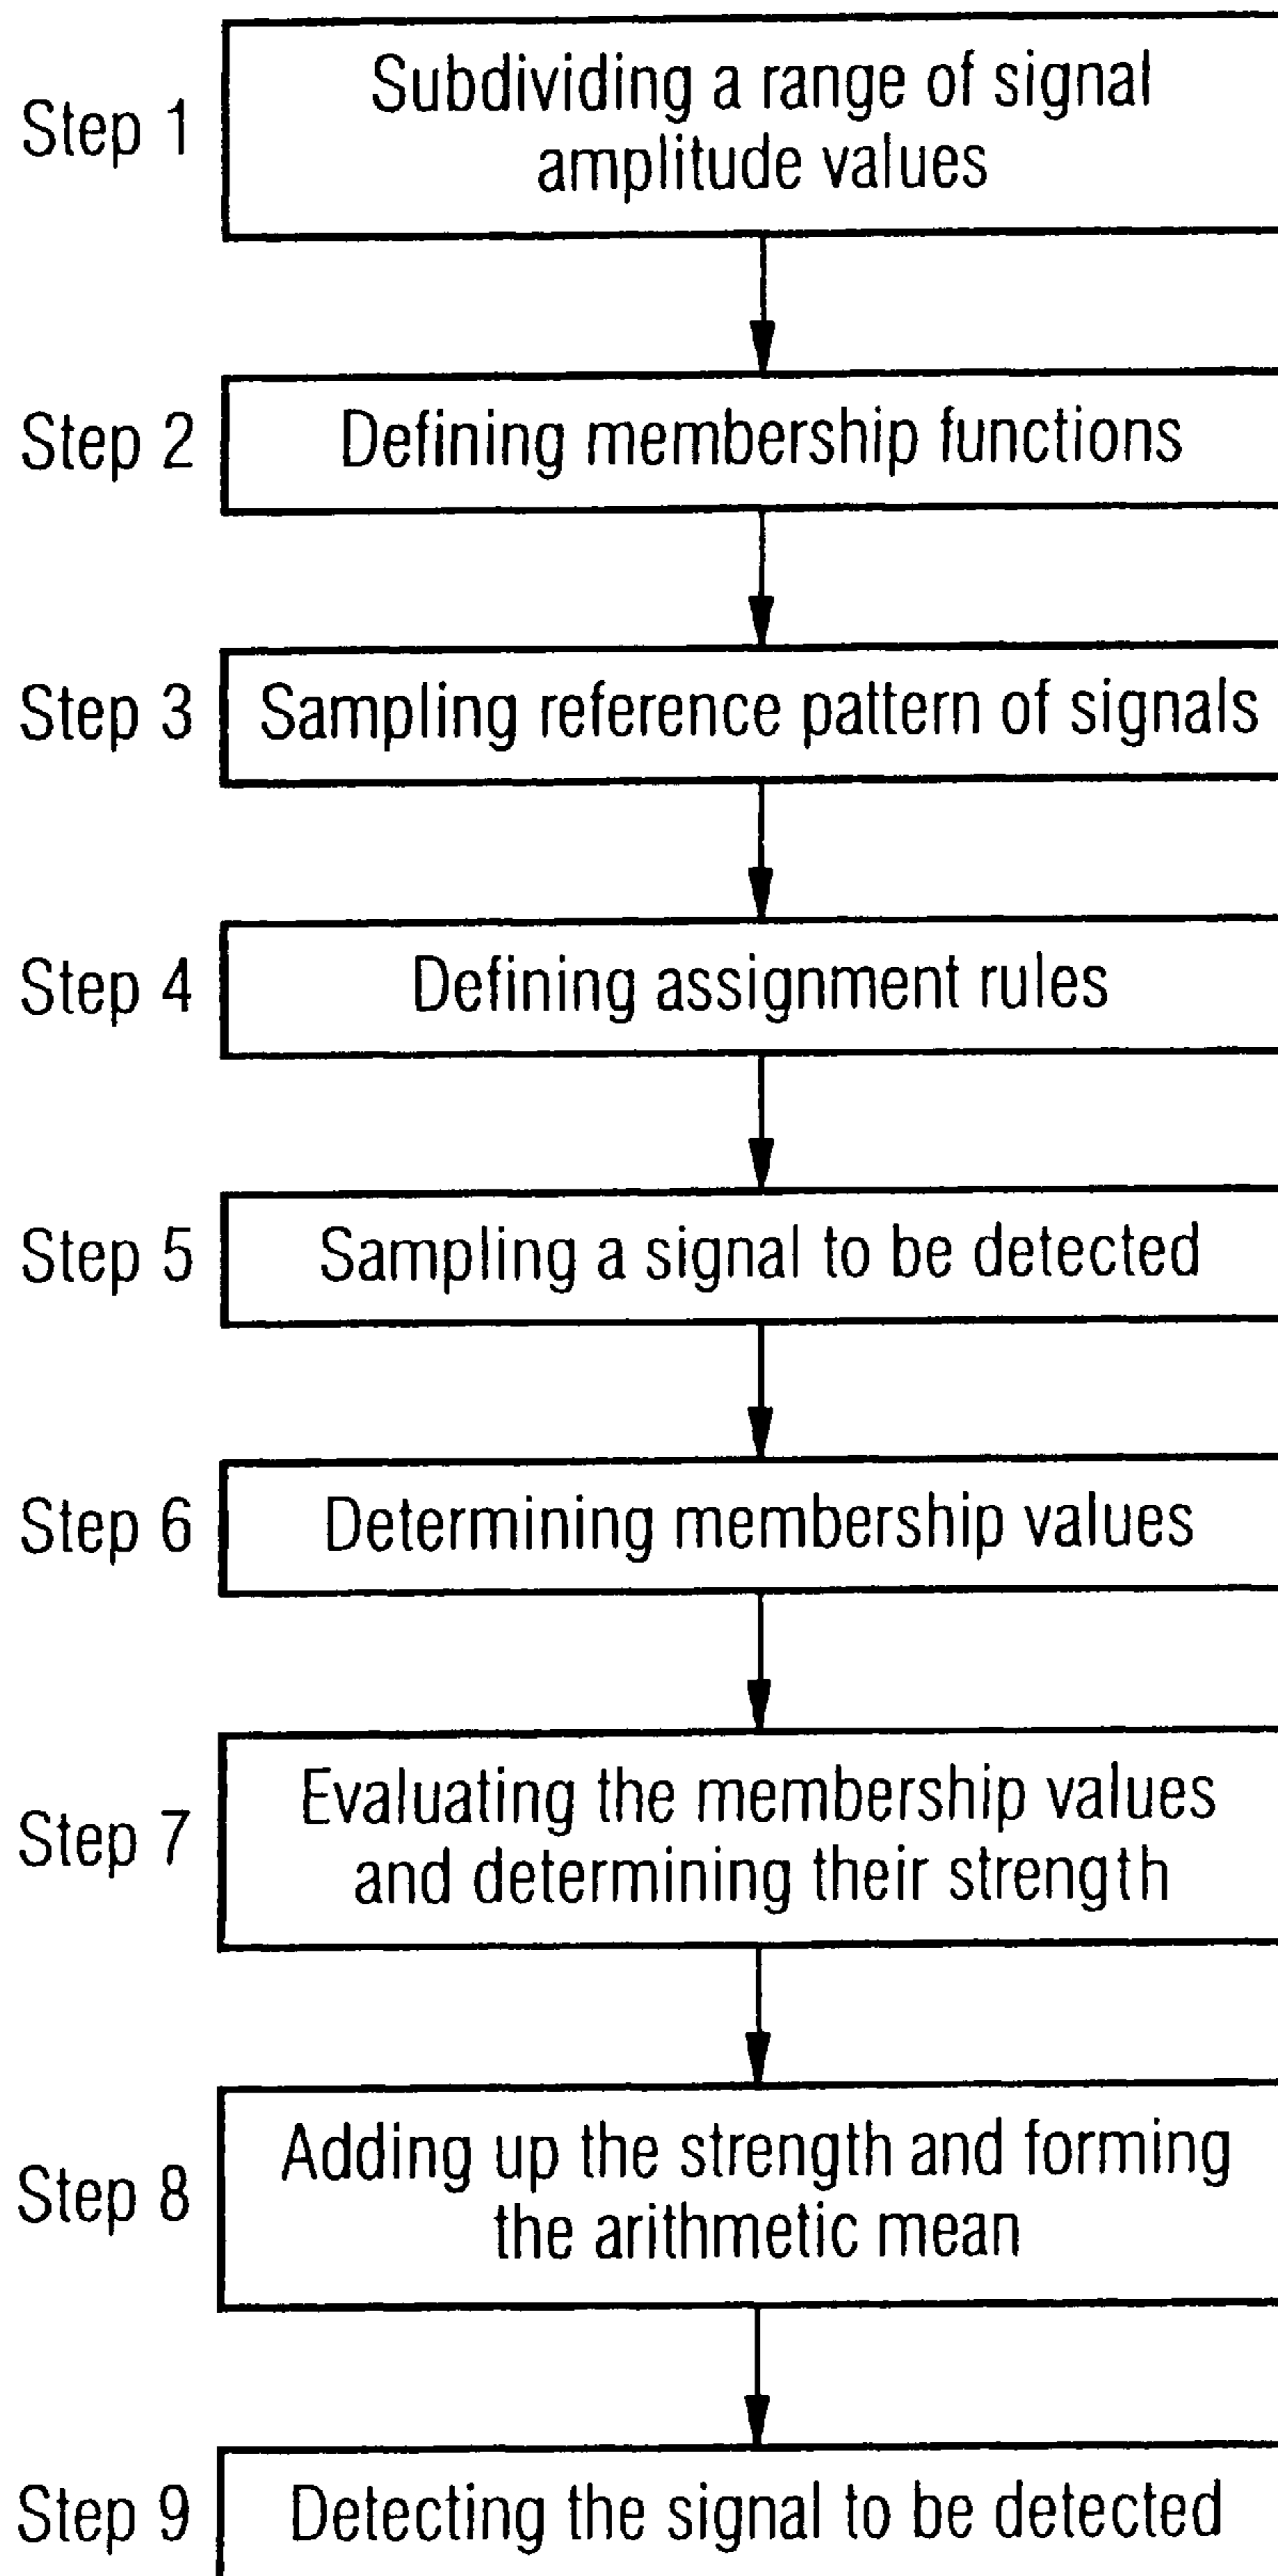 Step 1
Subdividing a range of signal
amplitude values
Step 2
Defining membership functions
Step 3
Sampling reference pattern of signals
Step 4
Defining assignment rules
Step 5
Sampling a signal to be detected
Step 6
Determining membership values
Step 7
Evaluating the membership values
and determining their strength
Step 8
Adding up the strength and forming
the arithmetic mean
Step 9
Detecting the signal to be detected